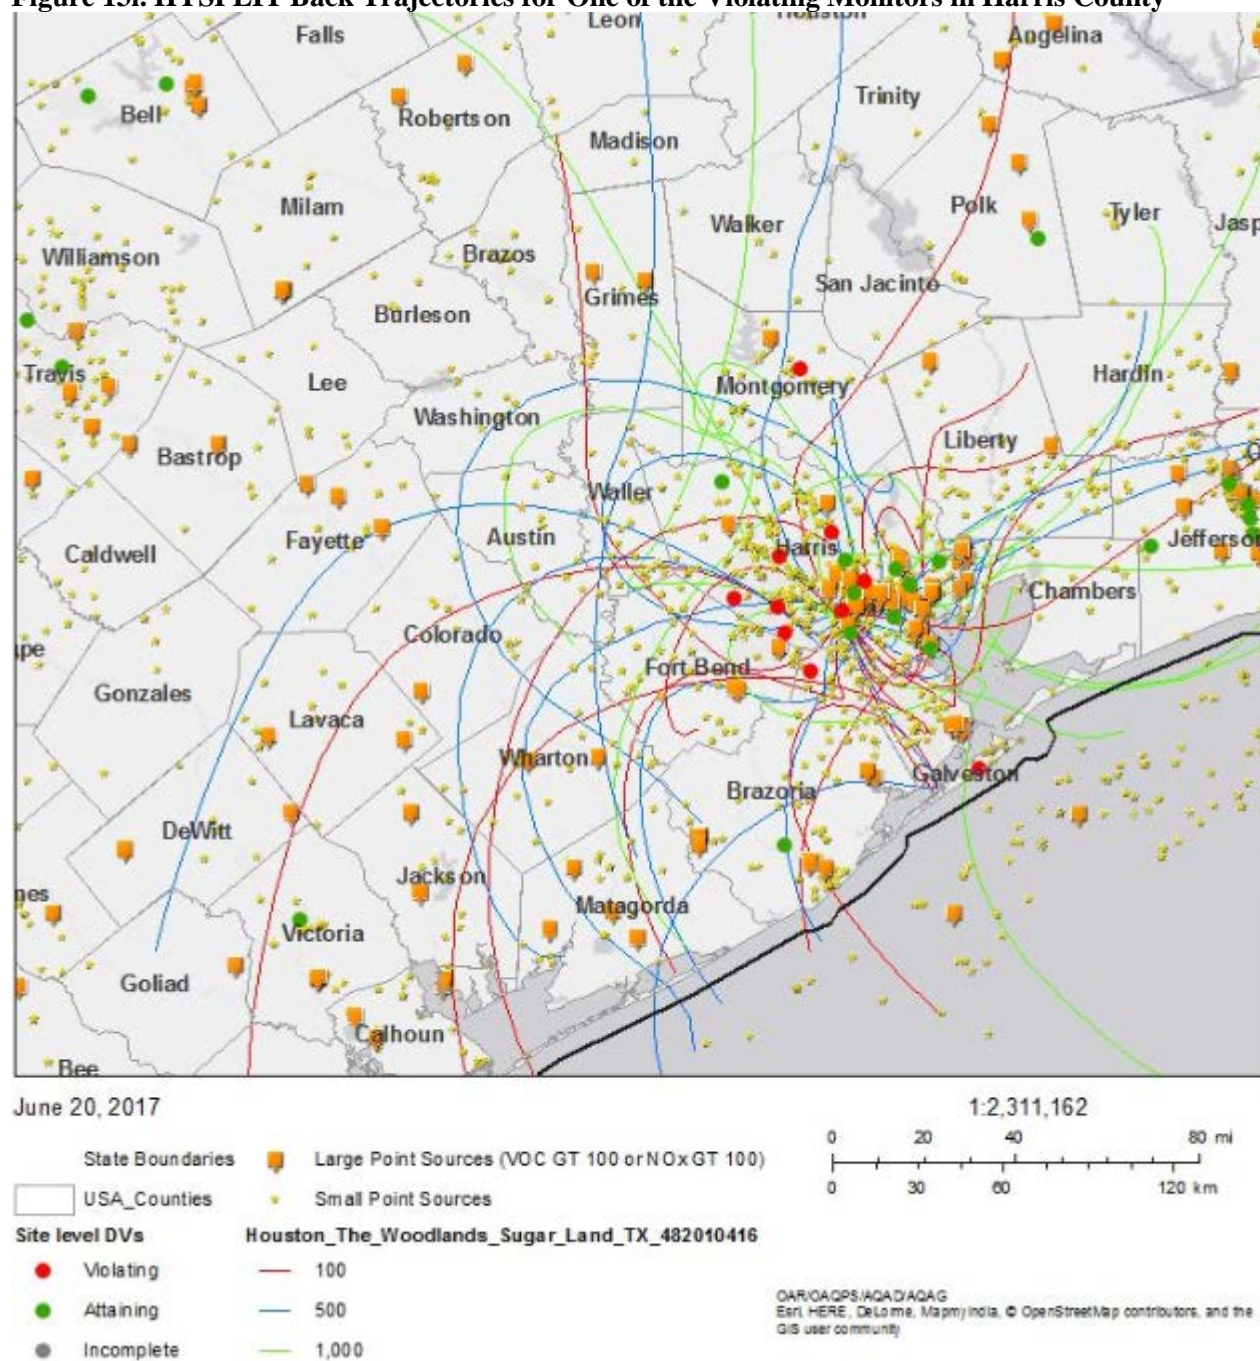 Figure 13i. HYSPLIT Back Trajectories for One of the Violating Monitors in Harris County
Falls
Leon
Houston
Angelina
Bell
Robertson
Trinity
Madison
Milam
Walker
Polk
Tyler
Jasp
Williamson
Brazos
San Jacinto
Grimes
Burleson
Travis
Lee
Montgomery
Hardin
Washington
Bastrop
Liberty
Waller
Caldwell
Fayette
Austin
Harris
Jefferson
Chambers
Colorado
Gonzales
Fort Bend
Lavaca
Wharton
Galveston
Brazoria
DeWitt
Jackson
nes
Matagorda
Victoria
Goliad
Calhoun
Bee
June 20, 2017
1:2,311,162
0 20 40 80 mi
0 30 60 120 km
State Boundaries
Large Point Sources (VOC GT 100 or NOx GT 100)
USA_Counties
Small Point Sources
Site level DVs
Houston_The_Woodlands_Sugar_Land_TX_482010416
Violating
100
Attaining
500
Incomplete
1,000
OAR/OAQPS/AQAD/AQAG
Esri, HERE, DeLorme, MapmyIndia, © OpenStreetMap contributors, and the
GIS user community